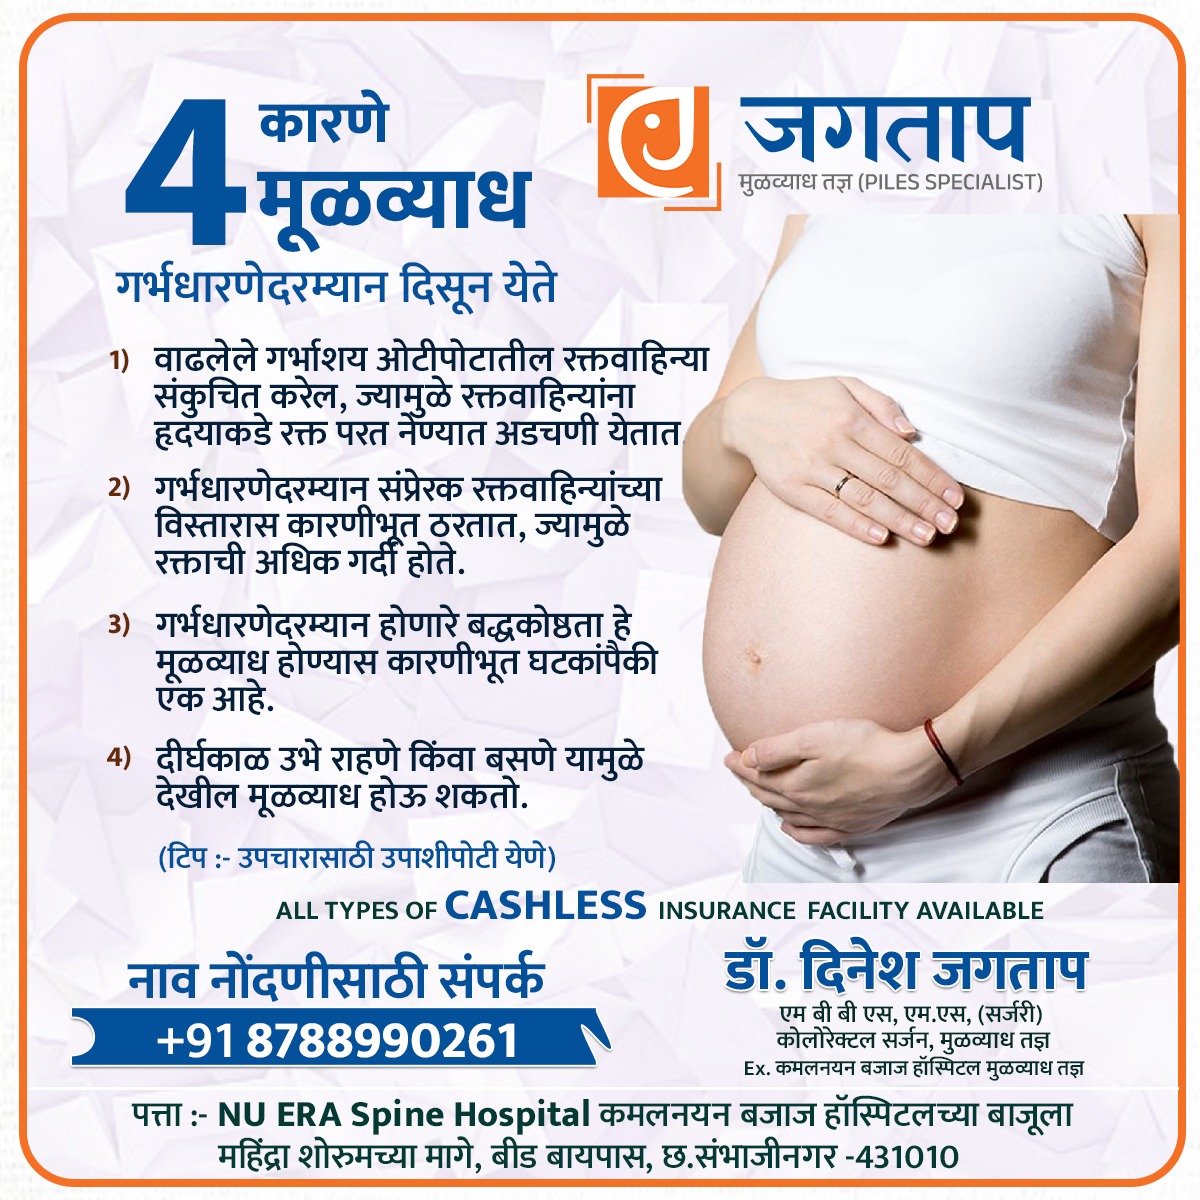 4 कारणे
मूळव्याध
गर्भधारणेदरम्यान दिसून येते
जगताप
मुळव्याध तज्ञ (PILES SPECIALIST)
1) वाढलेले गर्भाशय ओटीपोटातील रक्तवाहिन्या
संकुचित करेल, ज्यामुळे रक्तवाहिन्यांना
हृदयाकडे रक्त परत नेण्यात अडचणी येतात.
2) गर्भधारणेदरम्यान संप्रेरक रक्तवाहिन्यांच्या
विस्तारास कारणीभूत ठरतात, ज्यामुळे
रक्ताची अधिक गर्दी होते.
3) गर्भधारणेदरम्यान होणारे बद्धकोष्ठता हे
मूळव्याध होण्यास कारणीभूत घटकांपैकी
एक आहे.
4) दीर्घकाळ उभे राहणे किंवा बसणे यामुळे
देखील मूळव्याध होऊ शकतो.
(टिप :- उपचारासाठी उपाशीपोटी येणे)
ALL TYPES OF CASHLESS INSURANCE FACILITY AVAILABLE
नाव नोंदणीसाठी संपर्क
+91 8788990261
डॉ. दिनेश जगताप
एम बी बी एस, एम.एस, (सर्जरी)
कोलोरेक्टल सर्जन, मुळव्याध तज्ञ
Ex. कमलनयन बजाज हॉस्पिटल मुळव्याध तज्ञ
पत्ता :- NU ERA Spine Hospital कमलनयन बजाज हॉस्पिटलच्या बाजूला
महिंद्रा शोरुमच्या मागे, बीड बायपास, छ.संभाजीनगर -431010